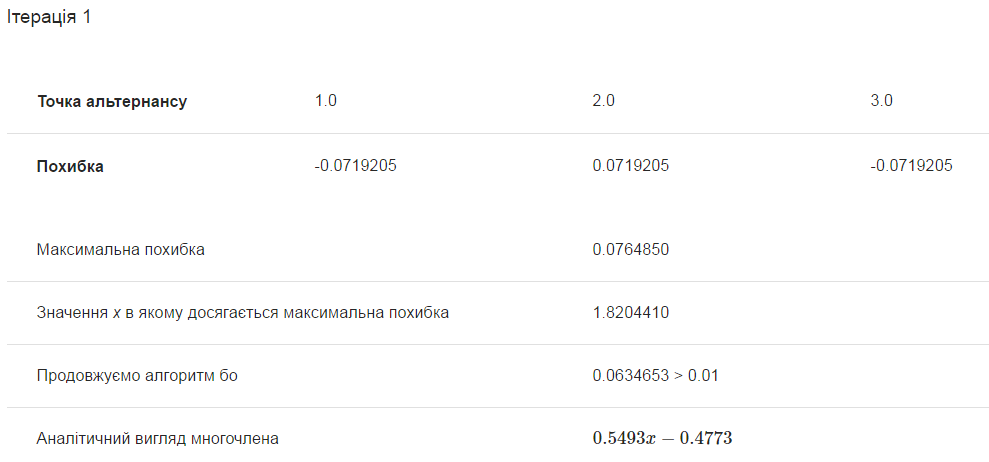 Ітерація 1
Точка альтернансу 1.0 2.0 3.0
Похибка -0.0719205 0.0719205 -0.0719205
Максимальна похибка 0.0764850
Значення x в якому досягається максимальна похибка 1.8204410
Продовжуємо алгоритм бо 0.0634653 > 0.01
Аналітичний вигляд многочлена 0.5493x − 0.4773